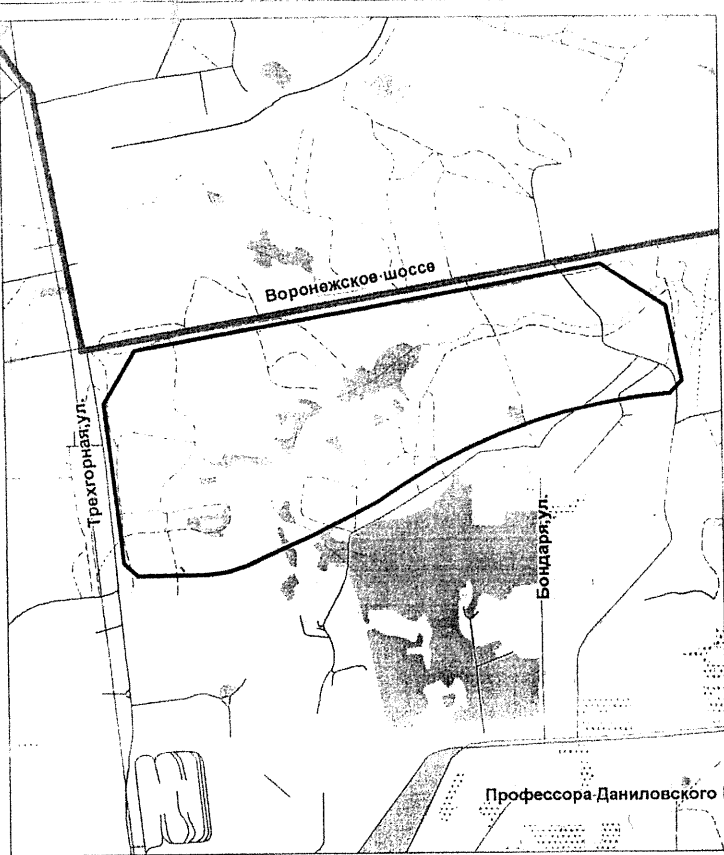 Воронежское шоссе
Трехгорная ул.
Бондаря ул.
Профессора Даниловского